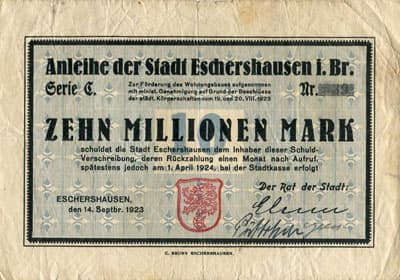 Anleihe der Stadt Eschershausen i. Br.
Serie C.
Zur Förderung des Wohnungsbaues aufgenommen
mit minist. Genehmigung auf Grund der Beschlüsse
der städt. Körperschaften vom 19. und 20. VIII. 1923
Nr.
10
ZEHN MILLIONEN MARK
schuldet die Stadt Eschershausen dem Inhaber dieser Schuld-
Verschreibung, deren Rückzahlung einen Monat nach Aufruf,
spätestens jedoch am 1. April 1924, bei der Stadtkasse erfolgt
Der Rat der Stadt:
ESCHERSHAUSEN,
den 14. Septbr. 1923
C. BRUNN ESCHERSHAUSEN.